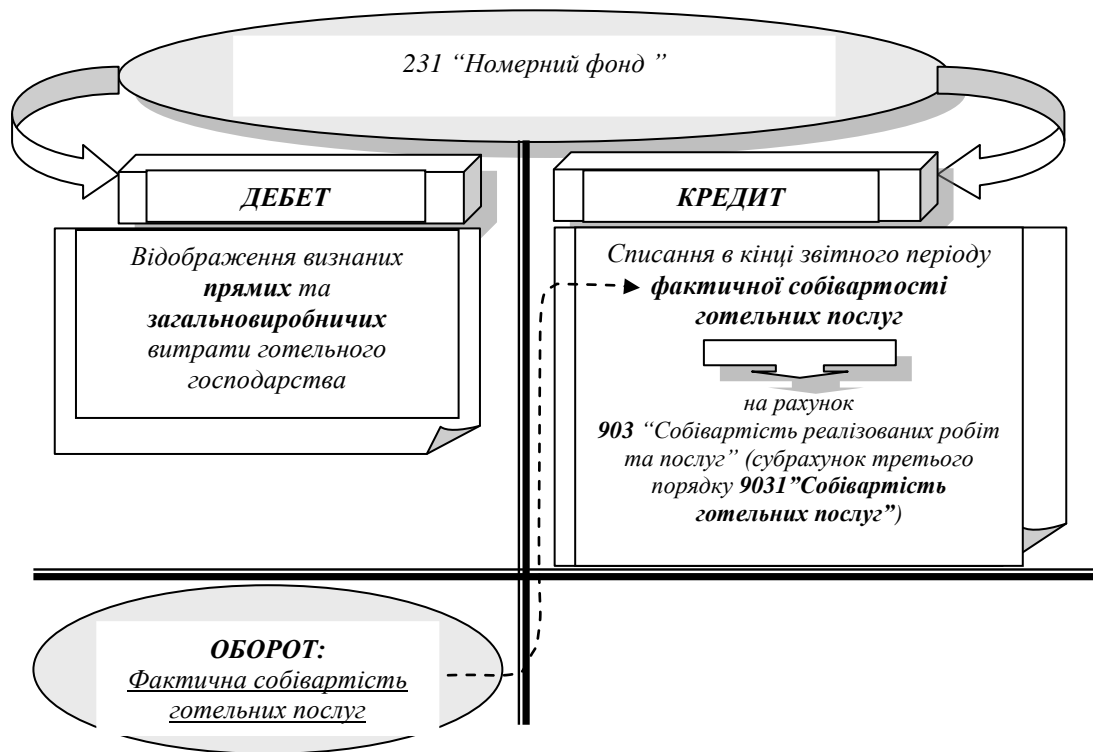 231 “Номерний фонд ”
ДЕБЕТ
Відображення визнаних
прямих та
загальновиробничих
витрати готельного
господарства
КРЕДИТ
Списання в кінці звітного періоду
фактичної собівартості
готельних послуг
на рахунок
903 “Собівартість реалізованих робіт
та послуг” (субрахунок третього
порядку 9031”Собівартість
готельних послуг”)
ОБОРОТ:
Фактична собівартість
готельних послуг